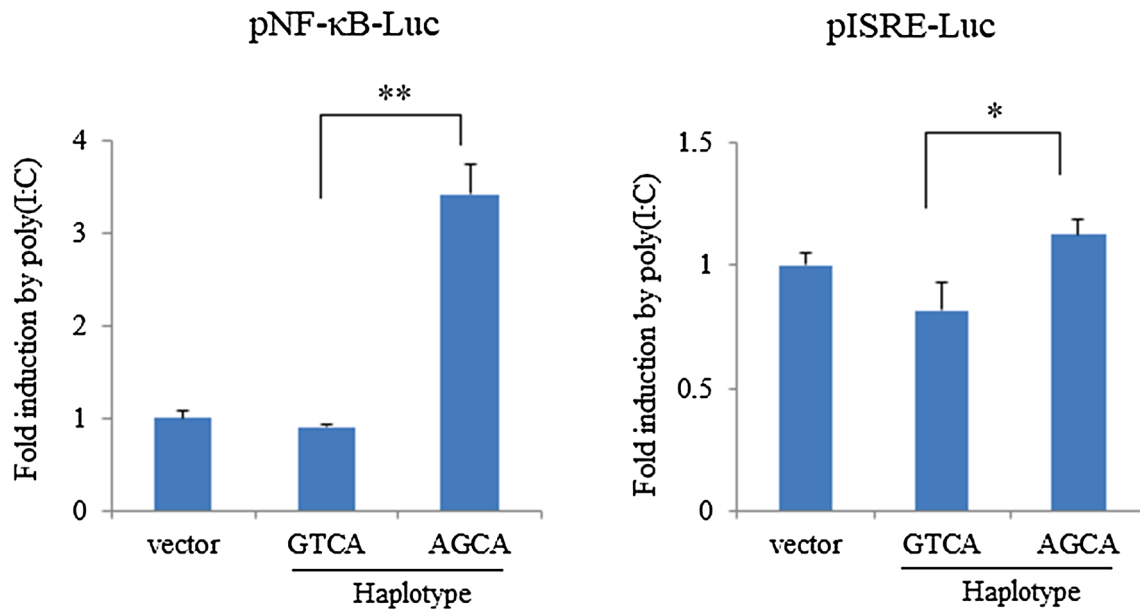 pNF-κB-Luc
**
Fold induction by poly(I:C)
4
3
2
1
0
vector GTCA AGCA
Haplotype
pISRE-Luc
*
Fold induction by poly(I:C)
1.5
1
0.5
0
vector GTCA AGCA
Haplotype